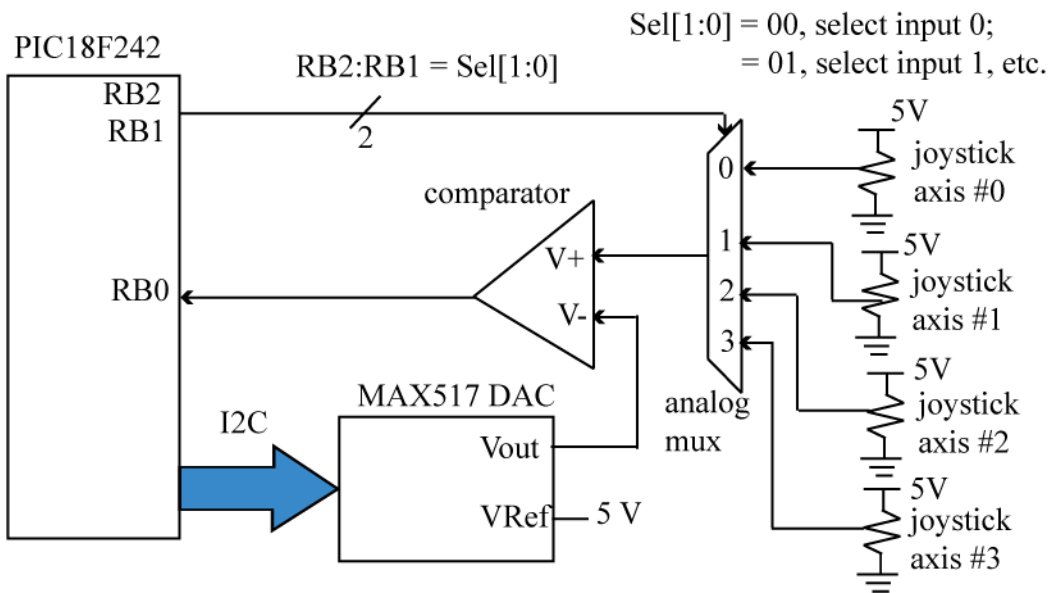 Sel[1:0] = 00, select input 0;
= 01, select input 1, etc.
PIC18F242
RB2:RB1 = Sel[1:0]
RB2
RB1
2
5V
joystick
axis #0
0
comparator
1
5V
joystick
axis #1
V+
RB0
2
V-
3
MAX517 DAC
analog
mux
5V
joystick
axis #2
I2C
Vout
VRef
5 V
5V
joystick
axis #3